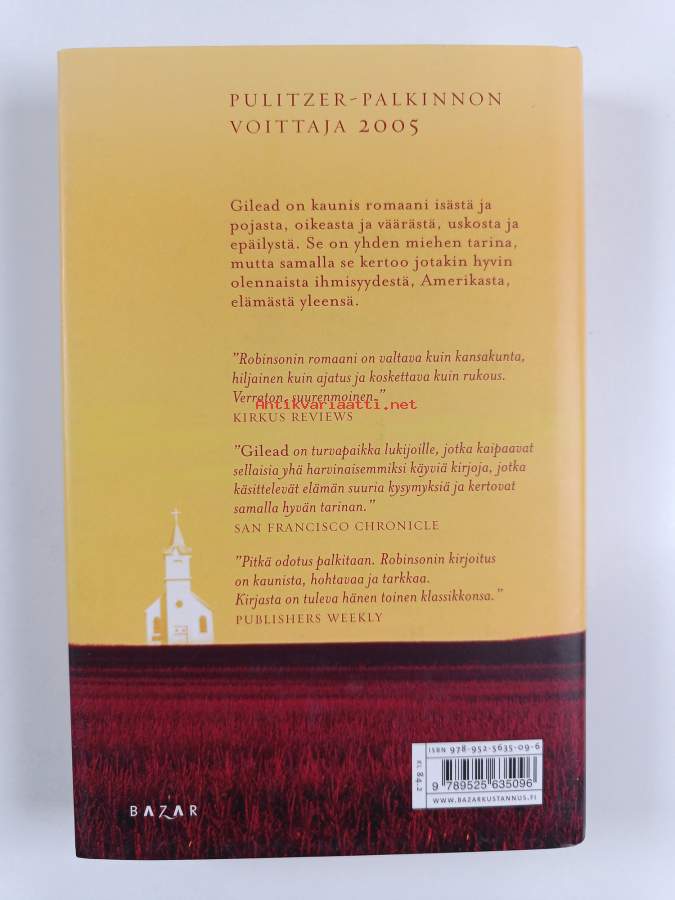 PULITZER-PALKINNON
VOITTAJA 2005
Gilead on kaunis romaani isästä ja
pojasta, oikeasta ja väärästä, uskosta ja
epäilystä. Se on yhden miehen tarina,
mutta samalla se kertoo jotakin hyvin
olennaista ihmisyydestä, Amerikasta,
elämästä yleensä.
"Robinsonin romaani on valtava kuin kansakunta,
hiljainen kuin ajatus ja koskettava kuin rukous.
Verraton, suurenmoinen."
Antikvariaatti.net
KIRKUS REVIEWS
"Gilead on turvapaikka lukijoille, jotka kaipaavat
sellaisia yhä harvinaisemmiksi käyviä kirjoja, jotka
käsittelevät elämän suuria kysymyksiä ja kertovat
samalla hyvän tarinan."
SAN FRANCISCO CHRONICLE
"Pitkä odotus palkitaan. Robinsonin kirjoitus
on kaunista, hohtavaa ja tarkkaa.
Kirjasta on tuleva hänen toinen klassikkonsa."
PUBLISHERS WEEKLY
ISBN 978-952-5635-09-6
KL 84.2
9 789525 635096
WWW.BAZARKUSTANNUS.FI
BAZAR